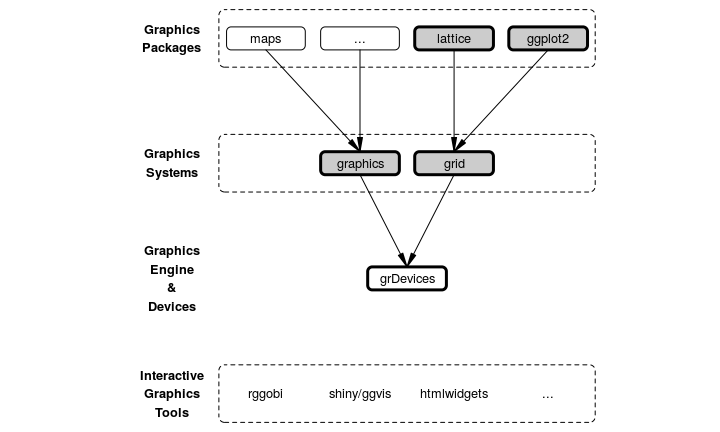 Graphics
Packages
maps
...
lattice
ggplot2
Graphics
Systems
graphics
grid
Graphics
Engine
&
Devices
grDevices
Interactive
Graphics
Tools
rggobi
shiny/ggvis
htmlwidgets
...